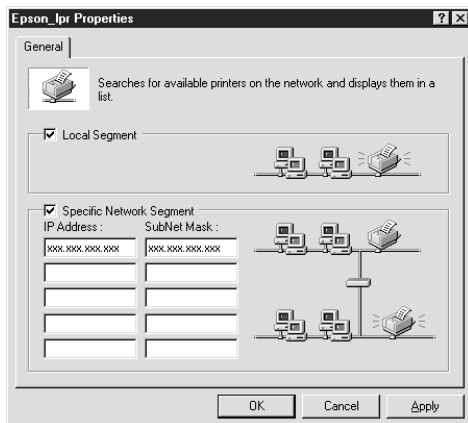 Epson_lpr Properties
General
Searches for available printers on the network and displays them in a
list.
Local Segment
Specific Network Segment
IP Address : SubNet Mask :
xxx.xxx.xxx.xxx xxx.xxx.xxx.xxx
OK Cancel Apply